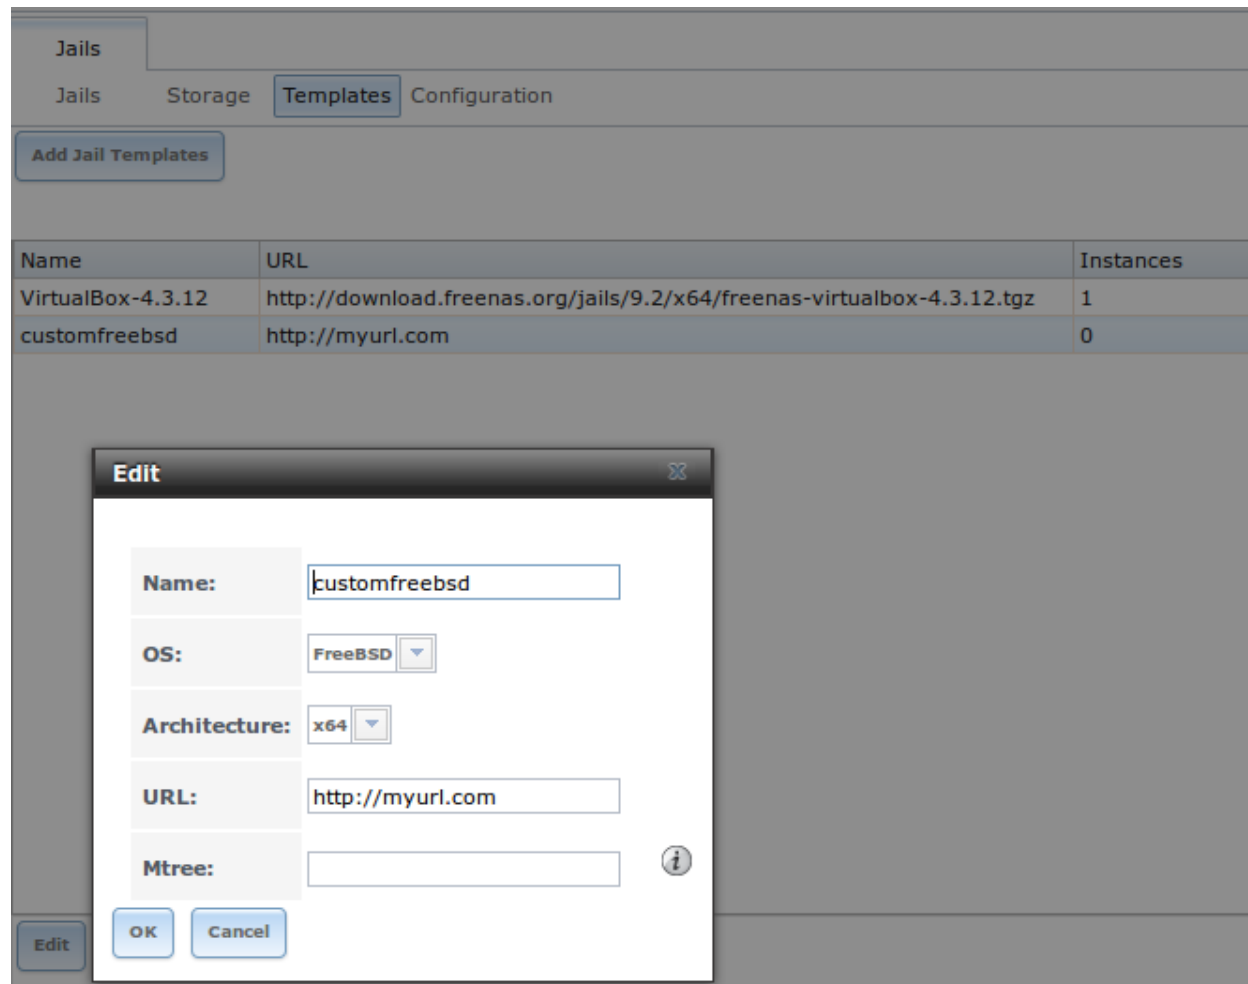 Jails
Jails Storage Templates Configuration
Add Jail Templates
Name URL Instances
VirtualBox-4.3.12 http://download.freenas.org/jails/9.2/x64/freenas-virtualbox-4.3.12.tgz 1
customfreebsd http://myurl.com 0
Edit
Name: customfreebsd
OS: FreeBSD
Architecture: x64
URL: http://myurl.com
Mtree:
OK Cancel
Edit